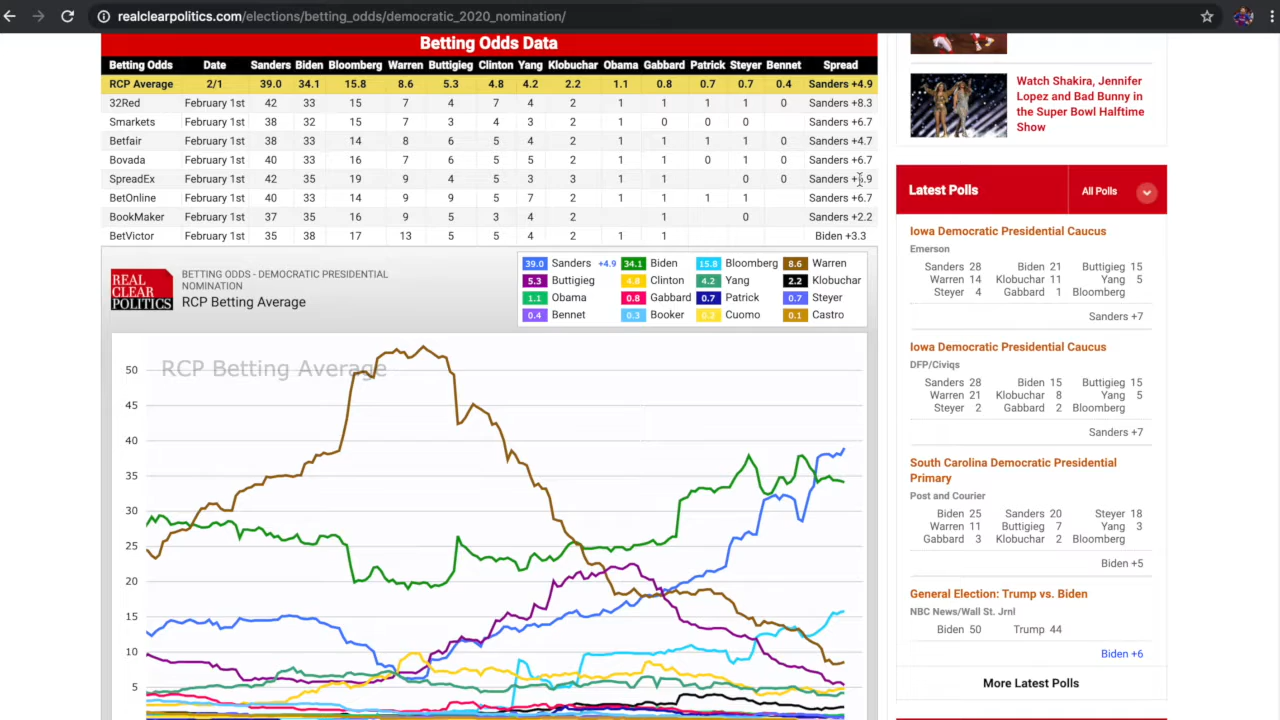 realclearpolitics.com/elections/betting_odds/democratic_2020_nomination/
Betting Odds Data
Betting Odds Date Sanders Biden Bloomberg Warren Buttigieg Clinton Yang Klobuchar Obama Gabbard Patrick Steyer Bennet Spread
RCP Average 2/1 39.0 34.1 15.8 8.6 5.3 4.8 4.2 2.2 1.1 0.8 0.7 0.7 0.4 Sanders +4.9
32Red February 1st 42 33 15 7 4 7 4 2 1 1 1 1 0 Sanders +8.3
Smarkets February 1st 38 32 15 7 3 4 3 2 1 0 0 0 Sanders +6.7
Betfair February 1st 38 33 14 8 6 5 4 2 1 1 1 1 0 Sanders +4.7
Bovada February 1st 40 33 16 7 6 5 5 2 1 1 0 1 0 Sanders +6.7
SpreadEx February 1st 42 35 19 9 4 5 3 3 1 1 0 0 Sanders
BetOnline February 1st 40 33 14 9 9 5 7 2 1 1 1 1 Sanders +6.7
BookMaker February 1st 37 35 16 9 5 3 4 2 1 0 Sanders +2.2
BetVictor February 1st 35 38 17 13 5 5 4 2 1 1 Biden +3.3
REAL
CLEAR
POLITICS
BETTING ODDS - DEMOCRATIC PRESIDENTIAL
NOMINATION
RCP Betting Average
39.0 Sanders +4.9 34.1 Biden 15.8 Bloomberg 8.6 Warren
5.3 Buttigieg 4.8 Clinton 4.2 Yang 2.2 Klobuchar
1.1 Obama 0.8 Gabbard 0.7 Patrick 0.7 Steyer
0.4 Bennet 0.3 Booker Cuomo 0.1 Castro
RCP Betting Average
50
45
40
35
30
25
20
15
10
5
Watch Shakira, Jennifer
Lopez and Bad Bunny in
the Super Bowl Halftime
Show
Latest Polls All Polls
Iowa Democratic Presidential Caucus
Emerson
Sanders 28 Biden 21 Buttigieg 15
Warren 14 Klobuchar 11 Yang 5
Steyer 4 Gabbard 1 Bloomberg
Sanders +7
Iowa Democratic Presidential Caucus
DFP/Civiqs
Sanders 28 Biden 15 Buttigieg 15
Warren 21 Klobuchar 8 Yang 5
Steyer 2 Gabbard 2 Bloomberg
Sanders +7
South Carolina Democratic Presidential
Primary
Post and Courier
Biden 25 Sanders 20 Steyer 18
Warren 11 Buttigieg 7 Yang 3
Gabbard 3 Klobuchar 2 Bloomberg
Biden +5
General Election: Trump vs. Biden
NBC News/Wall St. Jrnl
Biden 50 Trump 44
Biden +6
More Latest Polls